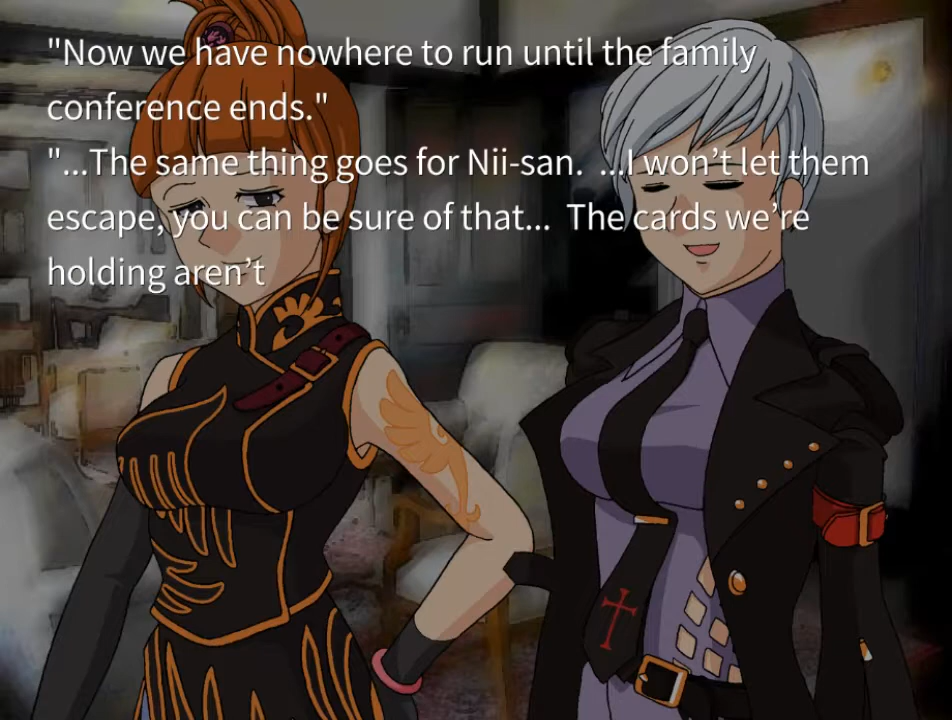 "Now we have nowhere to run until the family
conference ends."
"...The same thing goes for Nii-san.  ...I won’t let them
escape, you can be sure of that...  The cards we’re
holding aren’t